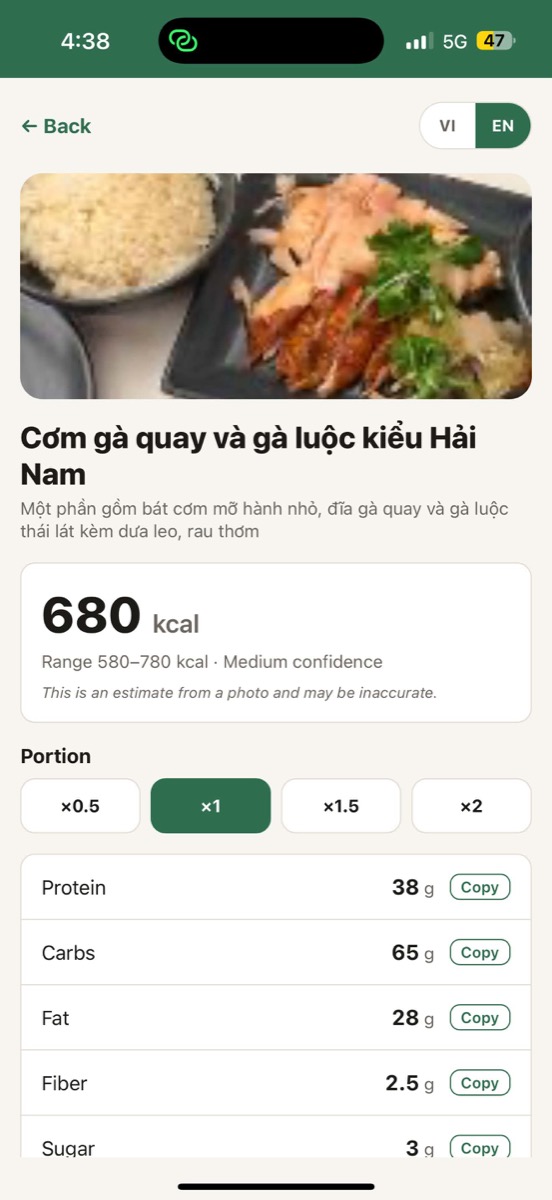 4:38
5G
47
← Back
VI
EN
Cơm gà quay và gà luộc kiểu Hải
Nam
Một phần gồm bát cơm mỡ hành nhỏ, đĩa gà quay và gà luộc
thái lát kèm dưa leo, rau thơm
680 kcal
Range 580–780 kcal · Medium confidence
This is an estimate from a photo and may be inaccurate.
Portion
×0.5
×1
×1.5
×2
Protein 38 g Copy
Carbs 65 g Copy
Fat 28 g Copy
Fiber 2.5 g Copy
Sugar 3 g Copy